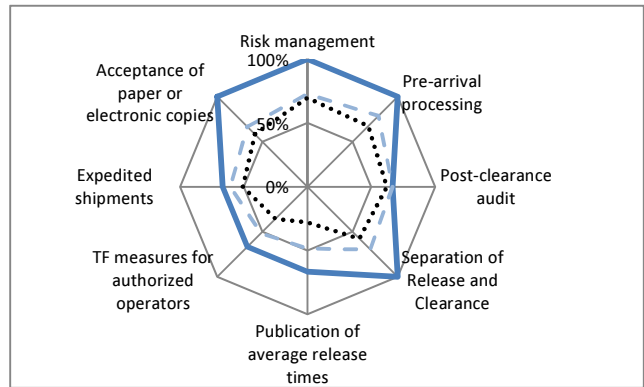 Risk management
100%
Acceptance of
paper or
electronic copies
Pre-arrival
processing
50%
Expedited
shipments
0%
Post-clearance
audit
TF measures for
authorized
operators
Separation of
Release and
Clearance
Publication of
average release
times